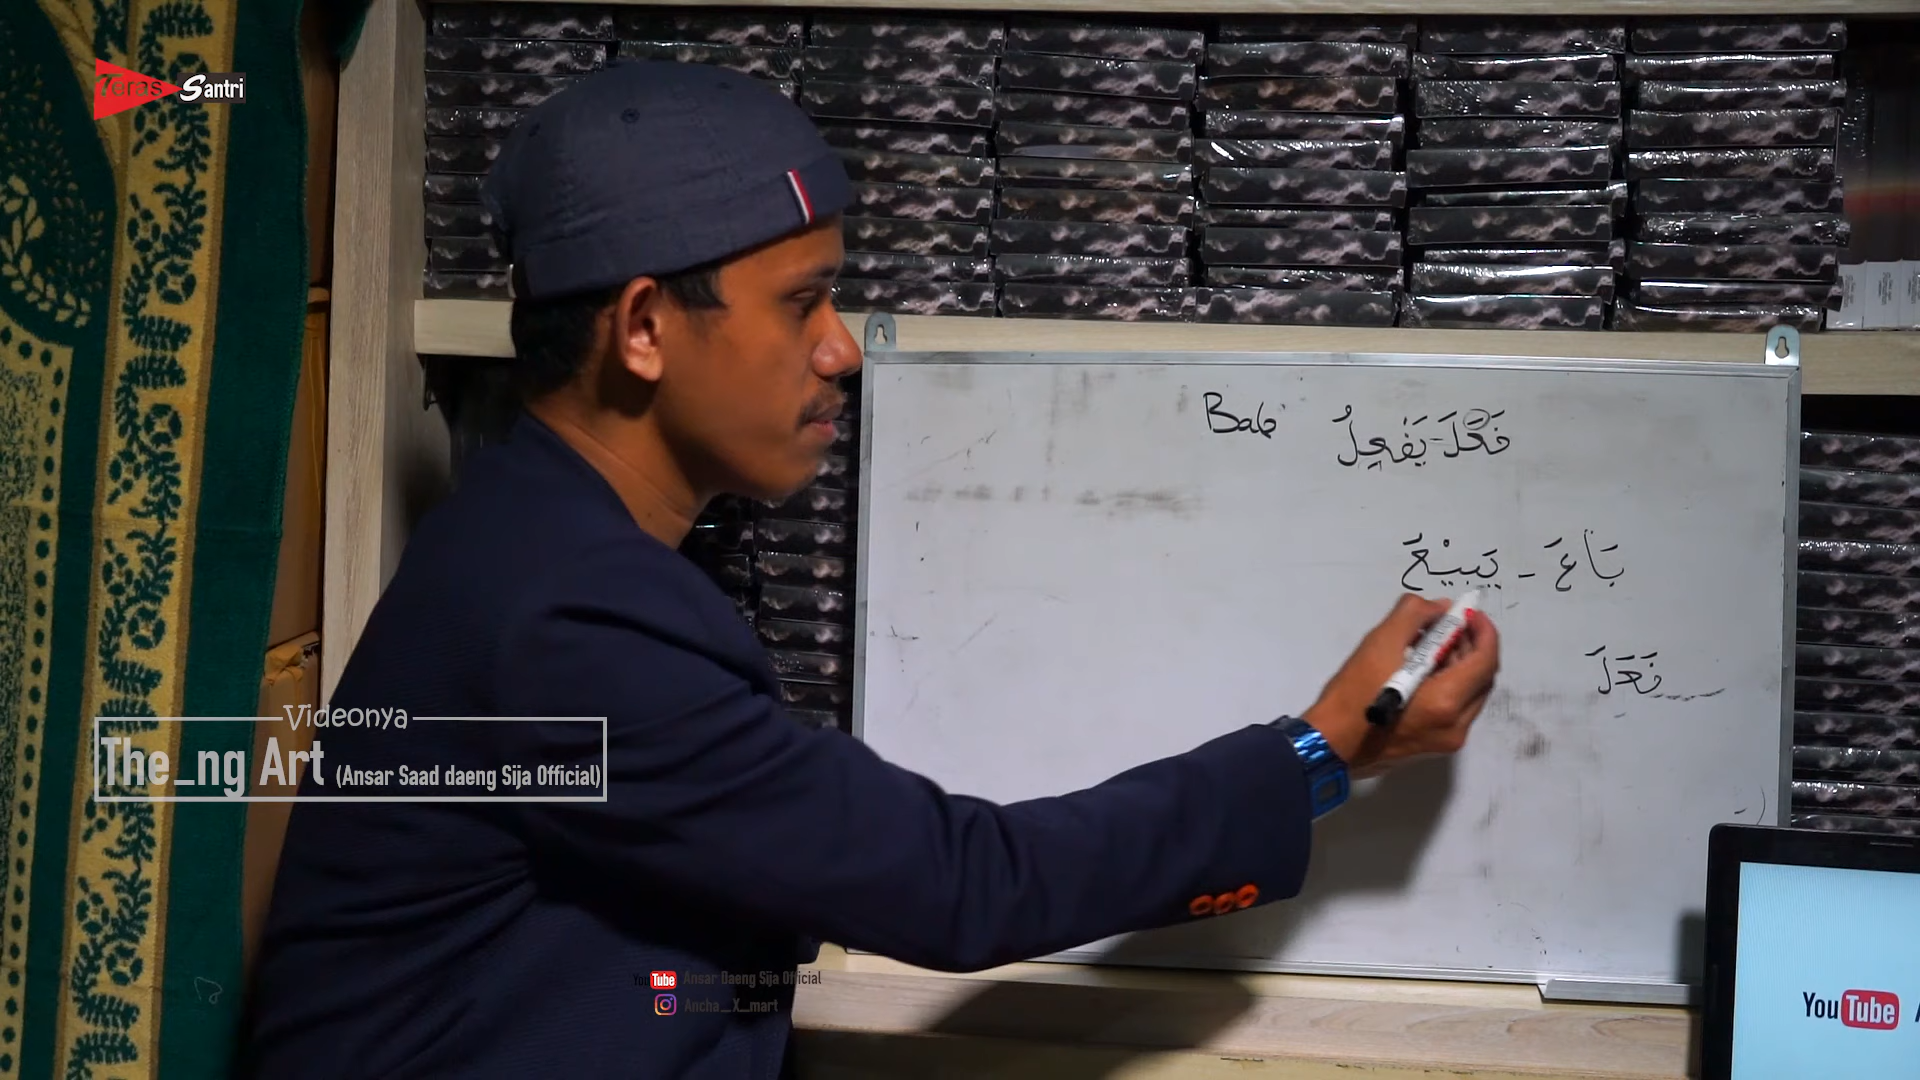 Teras Santri
Bab فَعَلَ - يَفْعِلُ
بَاعَ - يَبِيْعَ
فَعَلَ
Videonya
The_ng Art (Ansar Saad daeng Sija Official)
YouTube Ansar Daeng Sija Official
Ancha_X_mart
YouTube